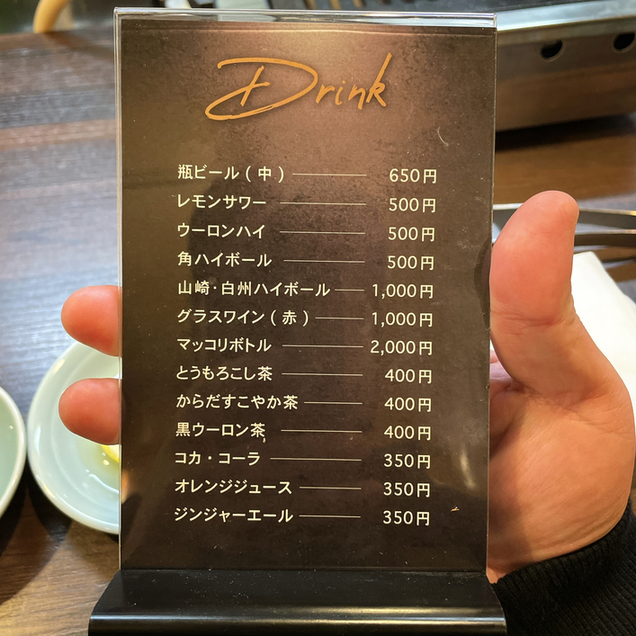 Drink
瓶ビール ( 中 ) 650円
レモンサワー 500円
ウーロンハイ 500円
角ハイボール 500円
山崎・白州ハイボール 1,000円
グラスワイン ( 赤 ) 1,000円
マッコリボトル 2,000円
とうもろこし茶 400円
からだすこやか茶 400円
黒ウーロン茶 400円
コカ・コーラ 350円
オレンジジュース 350円
ジンジャーエール 350円